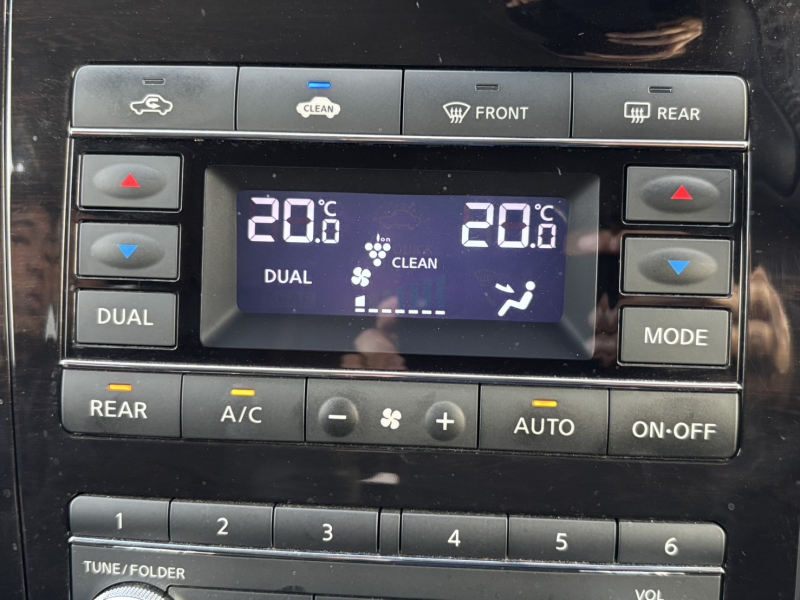 CLEAN
FRONT
REAR
20.0 °C
20.0 °C
ion
CLEAN
DUAL
DUAL
MODE
REAR
A/C
− +
AUTO
ON·OFF
1 2 3 4 5 6
TUNE/FOLDER
VOL